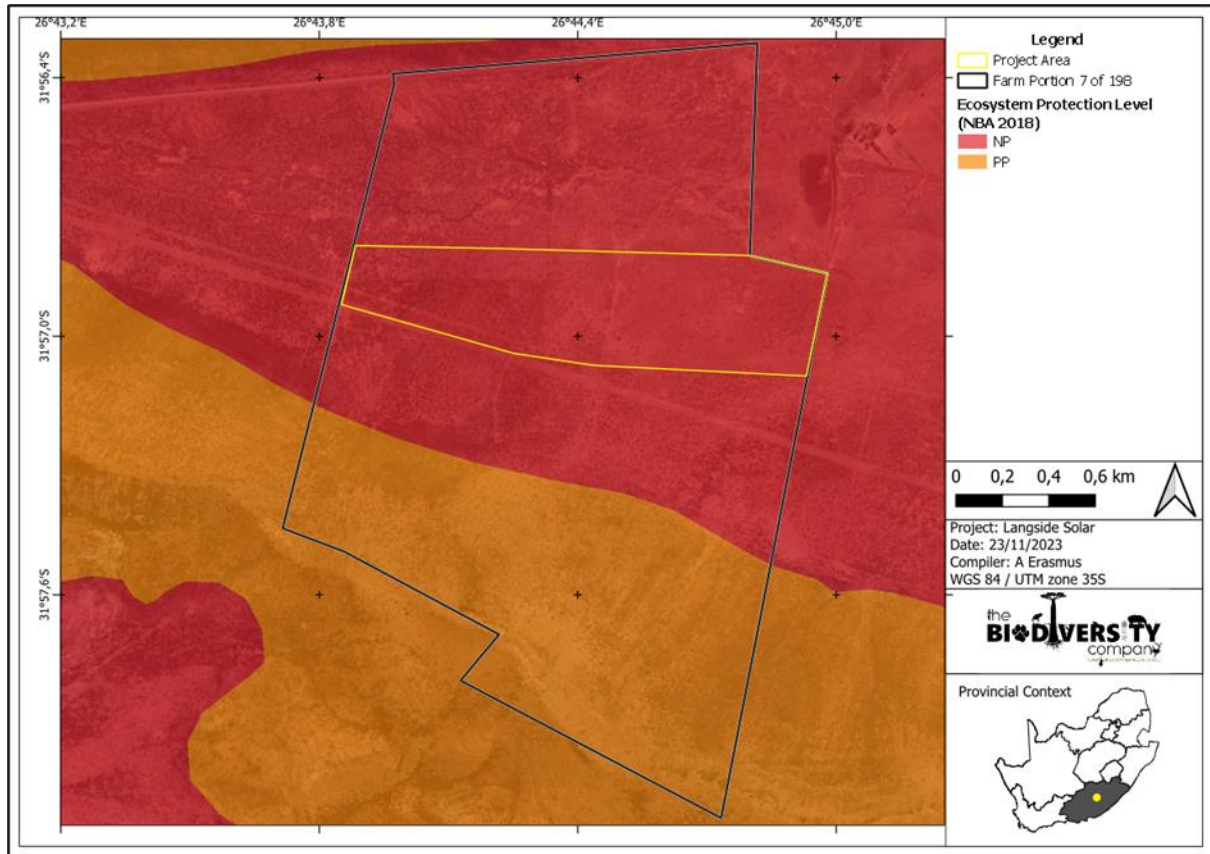 26°43,2'E 26°43,8'E 26°44,4'E 26°45,0'E
31°56,4'S
31°57,0'S
31°57,6'S
Legend
Project Area
Farm Portion 7 of 198
Ecosystem Protection Level
(NBA 2018)
NP
PP
0 0,2 0,4 0,6 km
Project: Langside Solar
Date: 23/11/2023
Compiler: A Erasmus
WGS 84 / UTM zone 35S
the
BIODIVERSITY
company
Provincial Context